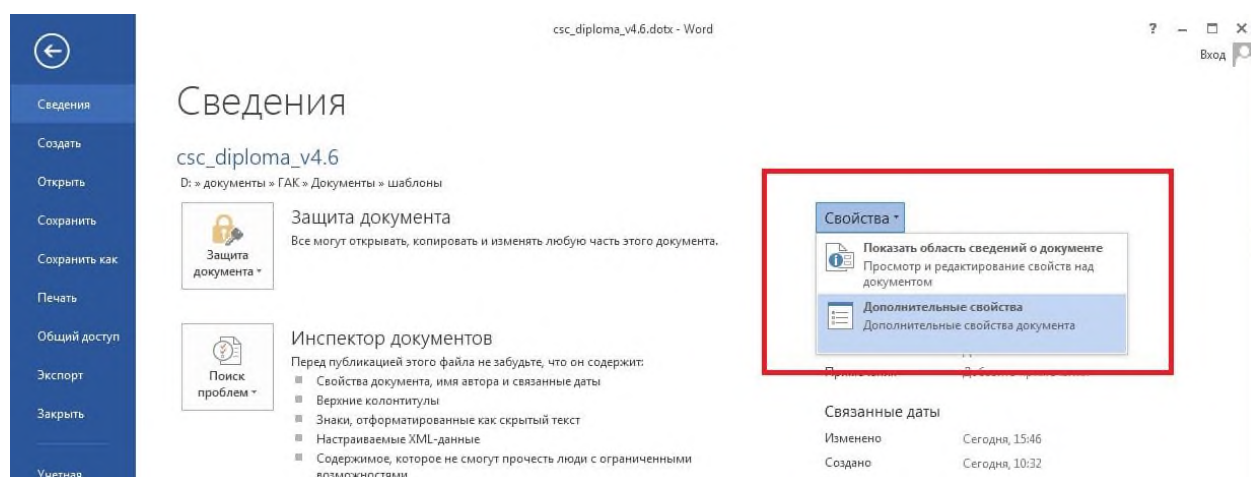 csc_diploma_v4.6.dotx - Word
?
Вход
Сведения
Создать
Открыть
Сохранить
Сохранить как
Печать
Общий доступ
Экспорт
Закрыть
Учетная
Сведения
csc_diploma_v4.6
D: » документы » ГАК » Документы » шаблоны
Защита
документа
Защита документа
Все могут открывать, копировать и изменять любую часть этого документа.
Поиск
проблем
Инспектор документов
Перед публикацией этого файла не забудьте, что он содержит:
Свойства документа, имя автора и связанные даты
Верхние колонтитулы
Знаки, отформатированные как скрытый текст
Настраиваемые XML-данные
Содержимое, которое не смогут прочесть люди с ограниченными
возможностями
Свойства
Показать область сведений о документе
Просмотр и редактирование свойств над
документом
Дополнительные свойства
Дополнительные свойства документа
Связанные даты
Изменено Сегодня, 15:46
Создано Сегодня, 10:32